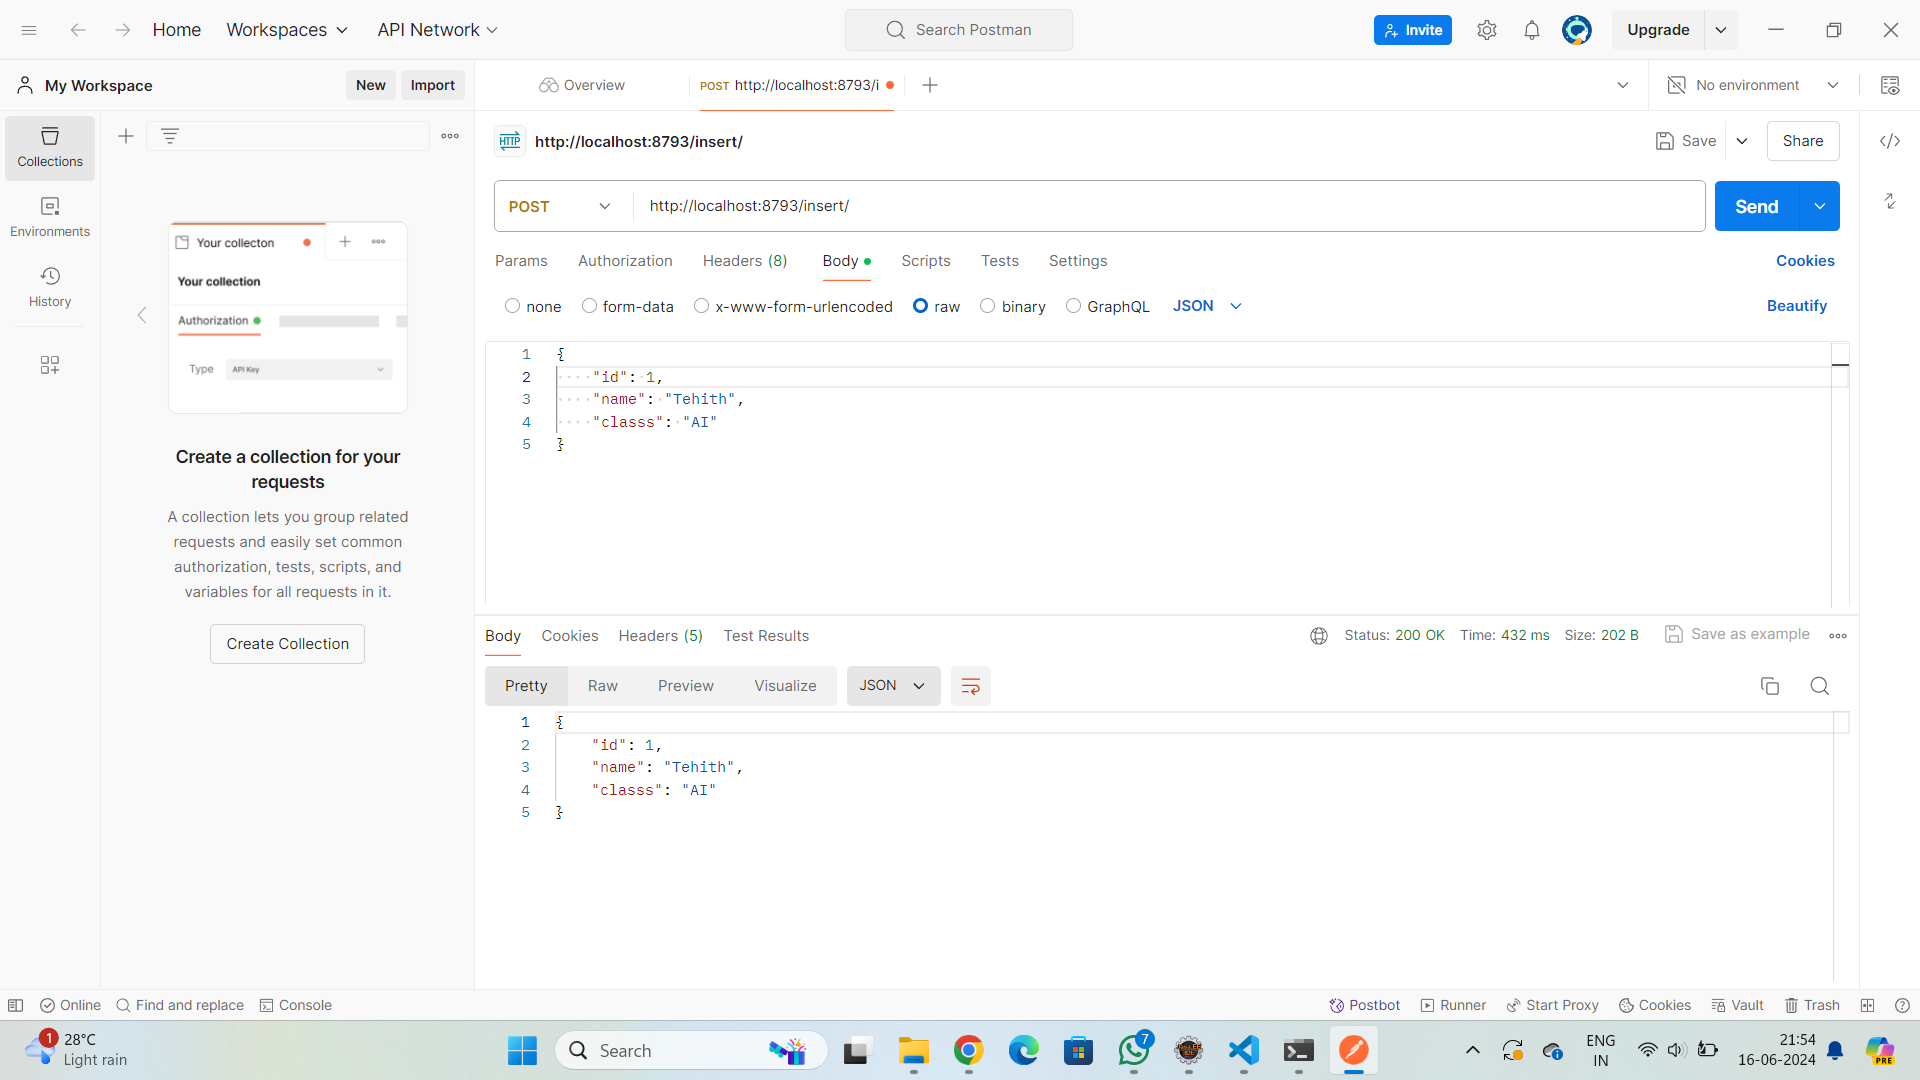 Home
Workspaces
API Network
Search Postman
Invite
Upgrade
My Workspace
New
Import
Overview
POST http://localhost:8793/i
No environment
Collections
HTTP
http://localhost:8793/insert/
Save
Share
Environments
POST
http://localhost:8793/insert/
Send
History
Your collecton
Your collection
Authorization
Type
API Key
Params
Authorization
Headers (8)
Body
Scripts
Tests
Settings
Cookies
none
form-data
x-www-form-urlencoded
raw
binary
GraphQL
JSON
Beautify
1 {
2 "id": 1,
3 "name": "Tehith",
4 "classs": "AI"
5 }
Create a collection for your
requests
A collection lets you group related
requests and easily set common
authorization, tests, scripts, and
variables for all requests in it.
Create Collection
Body
Cookies
Headers (5)
Test Results
Status: 200 OK
Time: 432 ms
Size: 202 B
Save as example
Pretty
Raw
Preview
Visualize
JSON
1 {
2 "id": 1,
3 "name": "Tehith",
4 "classs": "AI"
5 }
Online
Find and replace
Console
Postbot
Runner
Start Proxy
Cookies
Vault
Trash
1
28°C
Light rain
Search
7
ENG
IN
21:54
16-06-2024
PRE